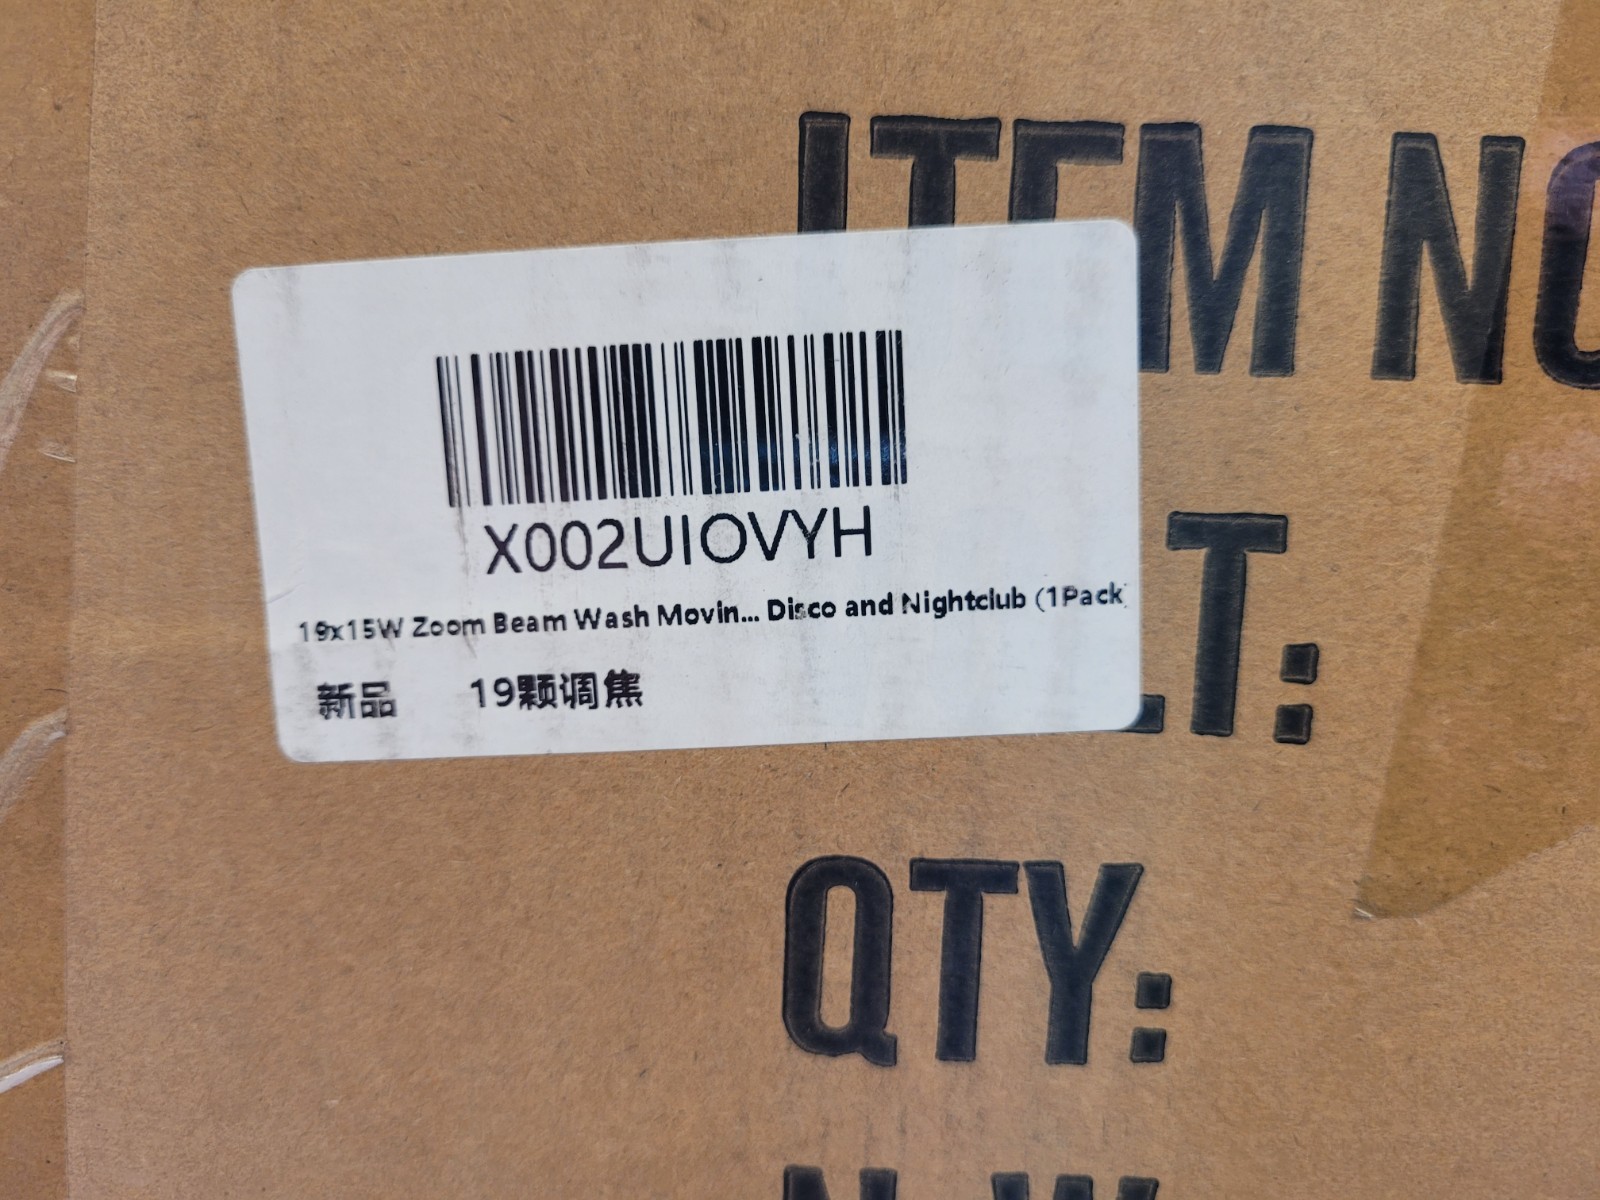 ITEM NO
X002UIOVYH
19x15W Zoom Beam Wash Movin... Disco and Nightclub (1Pack
新品 19颗调焦
LT:
QTY:
N.W